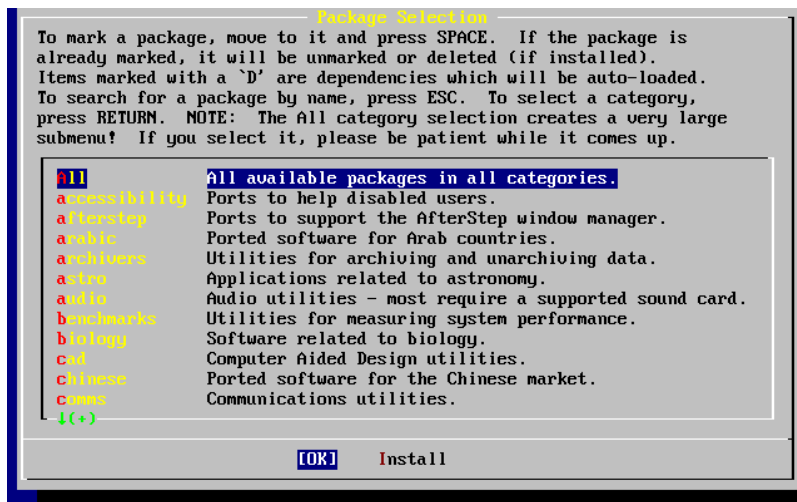 Package Selection
To mark a package, move to it and press SPACE.  If the package is
already marked, it will be unmarked or deleted (if installed).
Items marked with a `D' are dependencies which will be auto-loaded.
To search for a package by name, press ESC.  To select a category,
press RETURN.  NOTE:  The All category selection creates a very large
submenu!  If you select it, please be patient while it comes up.
All All available packages in all categories.
accessibility Ports to help disabled users.
afterstep Ports to support the AfterStep window manager.
arabic Ported software for Arab countries.
archivers Utilities for archiving and unarchiving data.
astro Applications related to astronomy.
audio Audio utilities - most require a supported sound card.
benchmarks Utilities for measuring system performance.
biology Software related to biology.
cad Computer Aided Design utilities.
chinese Ported software for the Chinese market.
comms Communications utilities.
↓(+)
[OK] Install